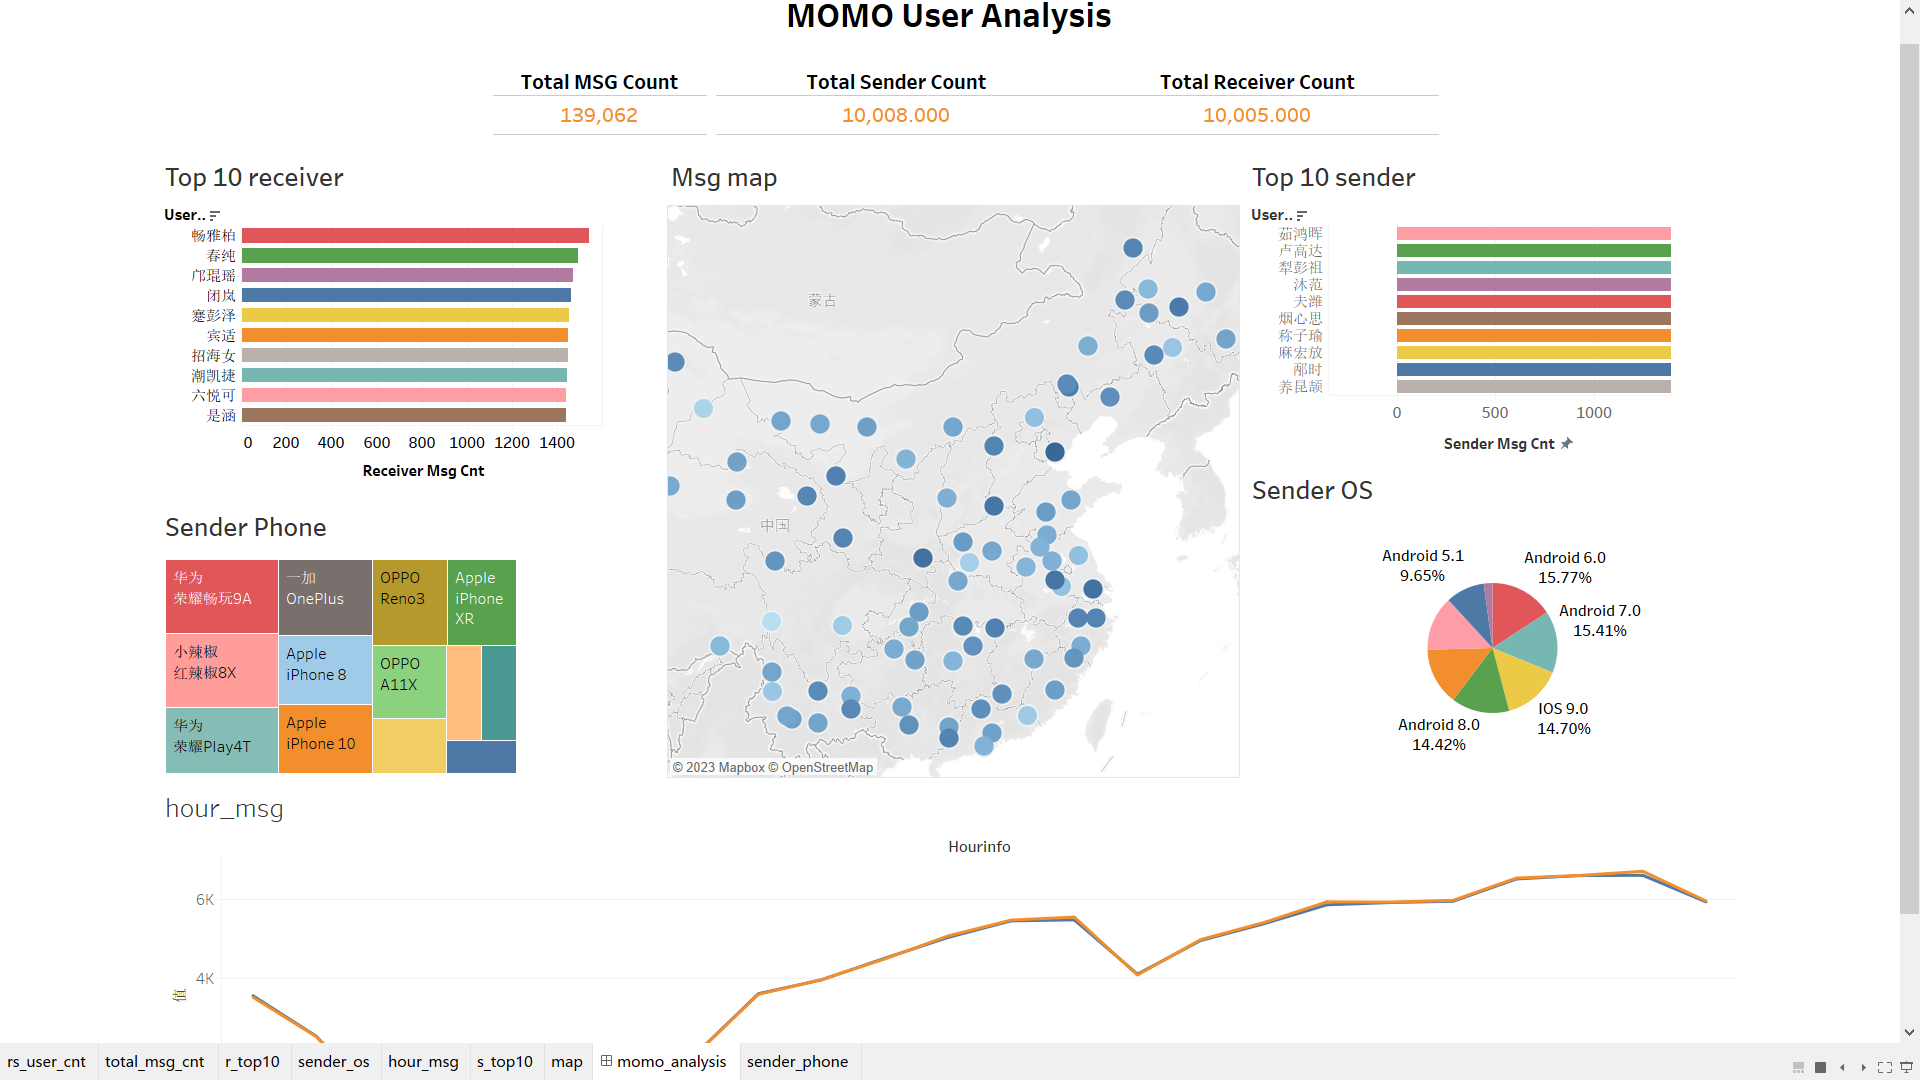 MOMO User Analysis
Total MSG Count
139,062
Total Sender Count
10,008.000
Total Receiver Count
10,005.000
Top 10 receiver
User..
畅雅柏
春纯
邝琨瑶
闭岚
蹇彭泽
宾适
招海女
潮凯捷
六悦可
是涵
0 200 400 600 800 1000 1200 1400
Receiver Msg Cnt
Msg map
蒙古
中国
© 2023 Mapbox © OpenStreetMap
Top 10 sender
User..
茹鸿晖
卢高达
犁彭祖
沐范
夫潍
烟心思
称子瑜
麻宏放
邴时
养昆颉
0 500 1000
Sender Msg Cnt
Sender Phone
华为
荣耀畅玩9A
小辣椒
红辣椒8X
华为
荣耀Play4T
一加
OnePlus
Apple
iPhone 8
Apple
iPhone 10
OPPO
Reno3
OPPO
A11X
Apple
iPhone
XR
Sender OS
Android 5.1
9.65%
Android 6.0
15.77%
Android 7.0
15.41%
IOS 9.0
14.70%
Android 8.0
14.42%
hour_msg
Hourinfo
6K
4K
值
rs_user_cnt
total_msg_cnt
r_top10
sender_os
hour_msg
s_top10
map
momo_analysis
sender_phone